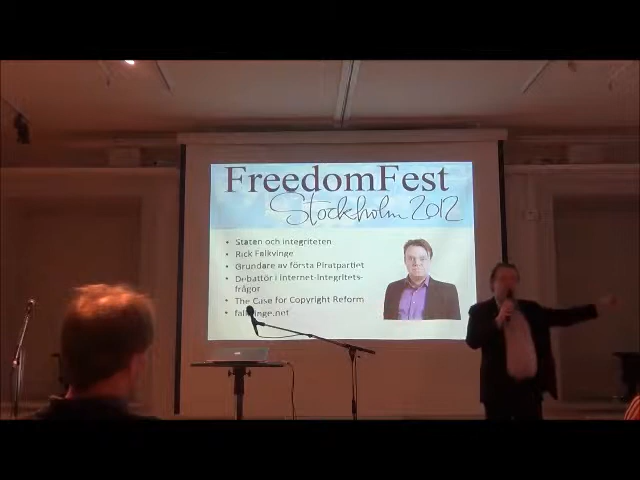 FreedomFest
Stockholm 2012
• Staten och integriteten
• Rick Falkvinge
• Grundare av första Piratpartiet
• Debattör i Internet-integritets-
frågor
• The Case for Copyright Reform
• falkvinge.net